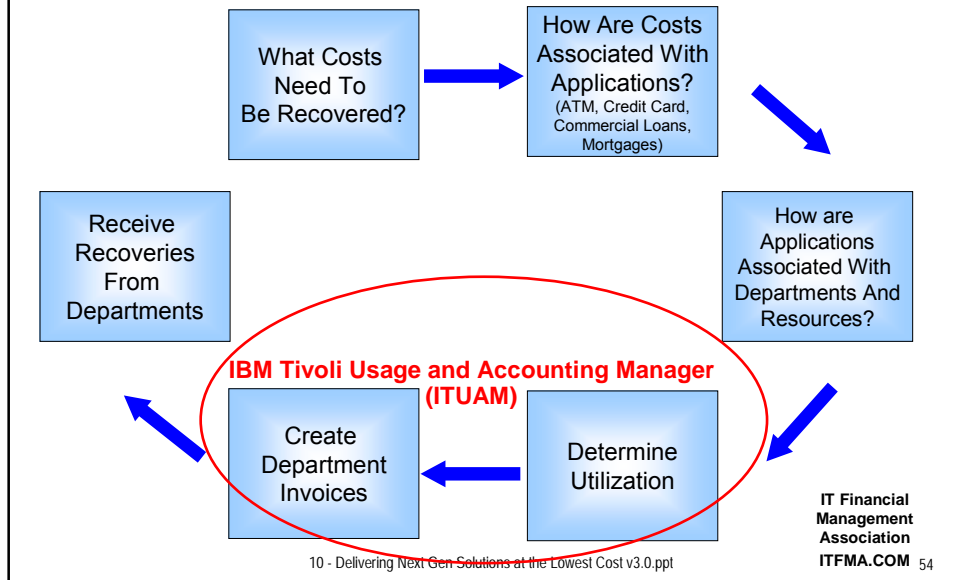 What Costs
Need To
Be Recovered?
How Are Costs
Associated With
Applications?
(ATM, Credit Card,
Commercial Loans,
Mortgages)
How are
Applications
Associated With
Departments And
Resources?
Receive
Recoveries
From
Departments
IBM Tivoli Usage and Accounting Manager
(ITUAM)
Create
Department
Invoices
Determine
Utilization
IT Financial
Management
Association
ITFMA.COM
10 - Delivering Next Gen Solutions at the Lowest Cost v3.0.ppt
54